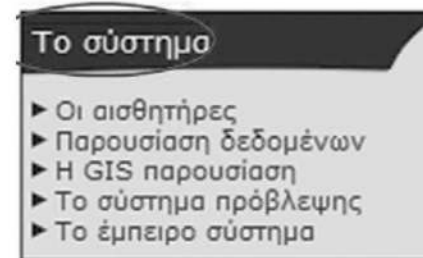 Το σύστημα
Οι αισθητήρες
Παρουσίαση δεδομένων
Η GIS παρουσίαση
Το σύστημα πρόβλεψης
Το έμπειρο σύστημα